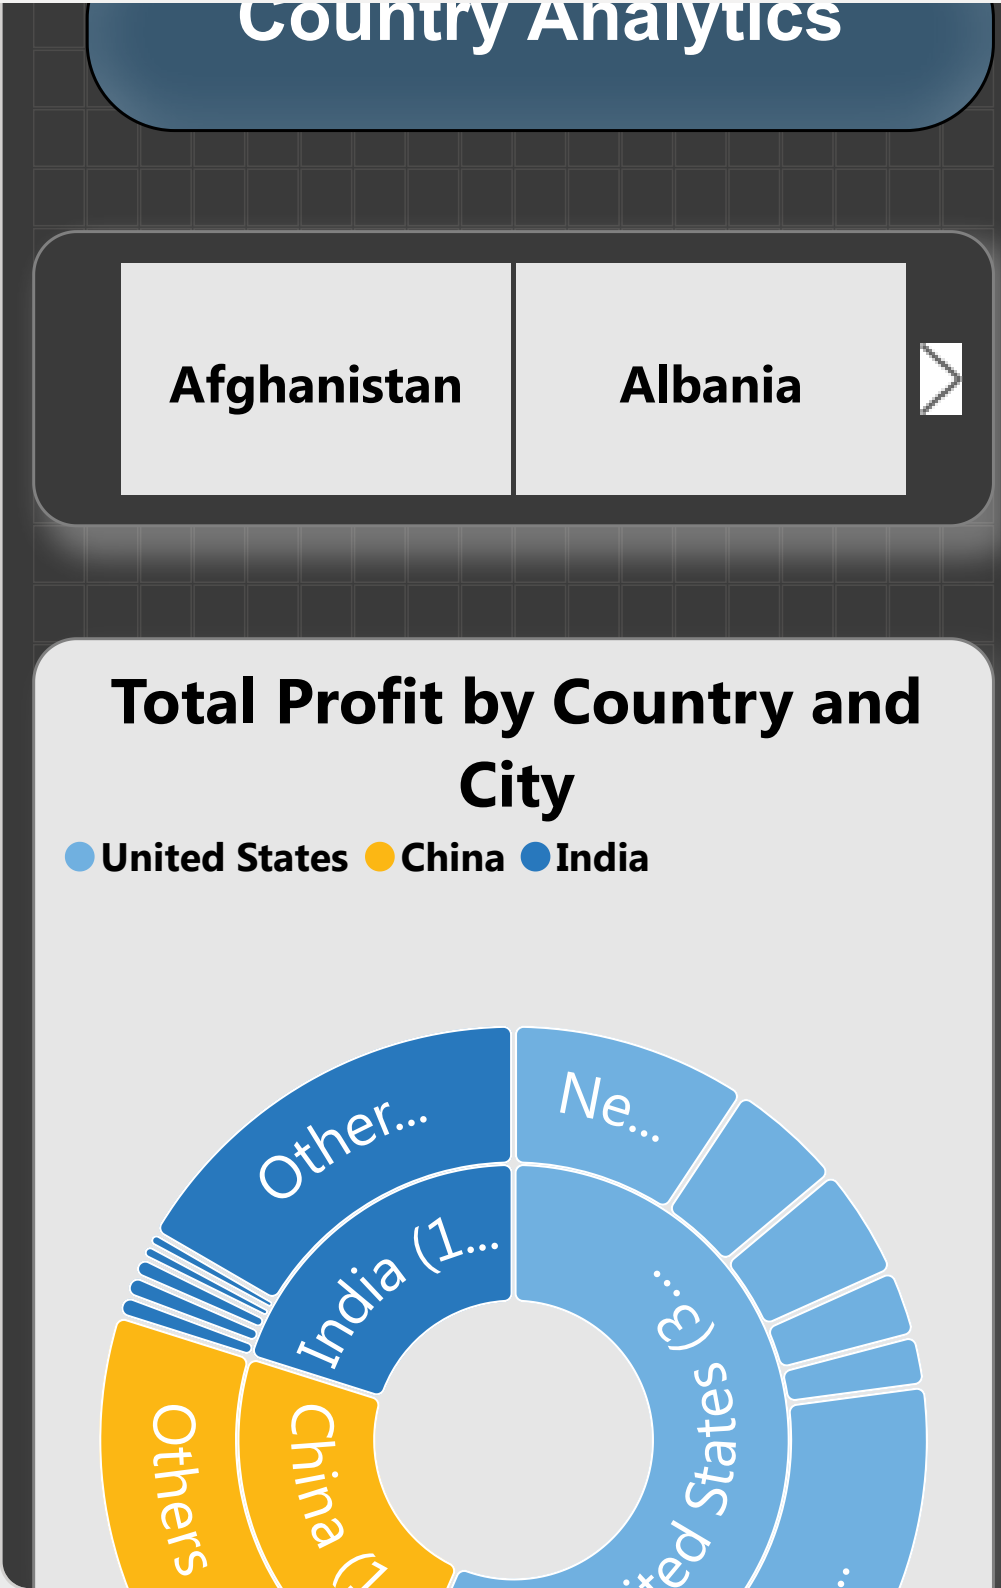 Country Analytics
Afghanistan
Albania
Total Profit by Country and
City
United States China India
Other...
Ne...
India (1...
...ited States (3...
China (1
Others
...